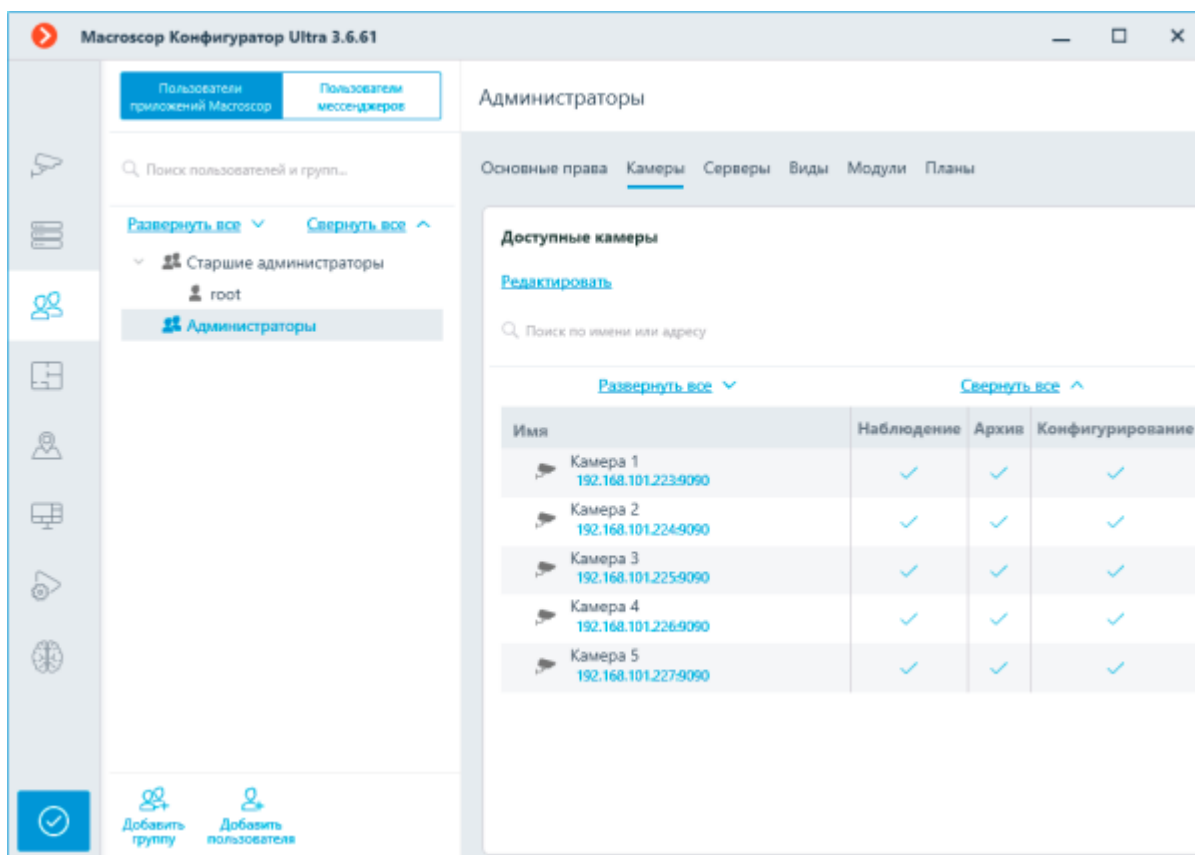 Macroscop Конфигуратор Ultra 3.6.61
Пользователи
приложений Macroscop
Пользователи
мессенджеров
Поиск пользователей и групп...
Развернуть все
Свернуть все
Старшие администраторы
root
Администраторы
Добавить
группу
Добавить
пользователя
Администраторы
Основные права Камеры Серверы Виды Модули Планы
Доступные камеры
Редактировать
Поиск по имени или адресу
Развернуть все
Свернуть все
Имя Наблюдение Архив Конфигурирование
Камера 1
192.168.101.223:9090
Камера 2
192.168.101.224:9090
Камера 3
192.168.101.225:9090
Камера 4
192.168.101.226:9090
Камера 5
192.168.101.227:9090